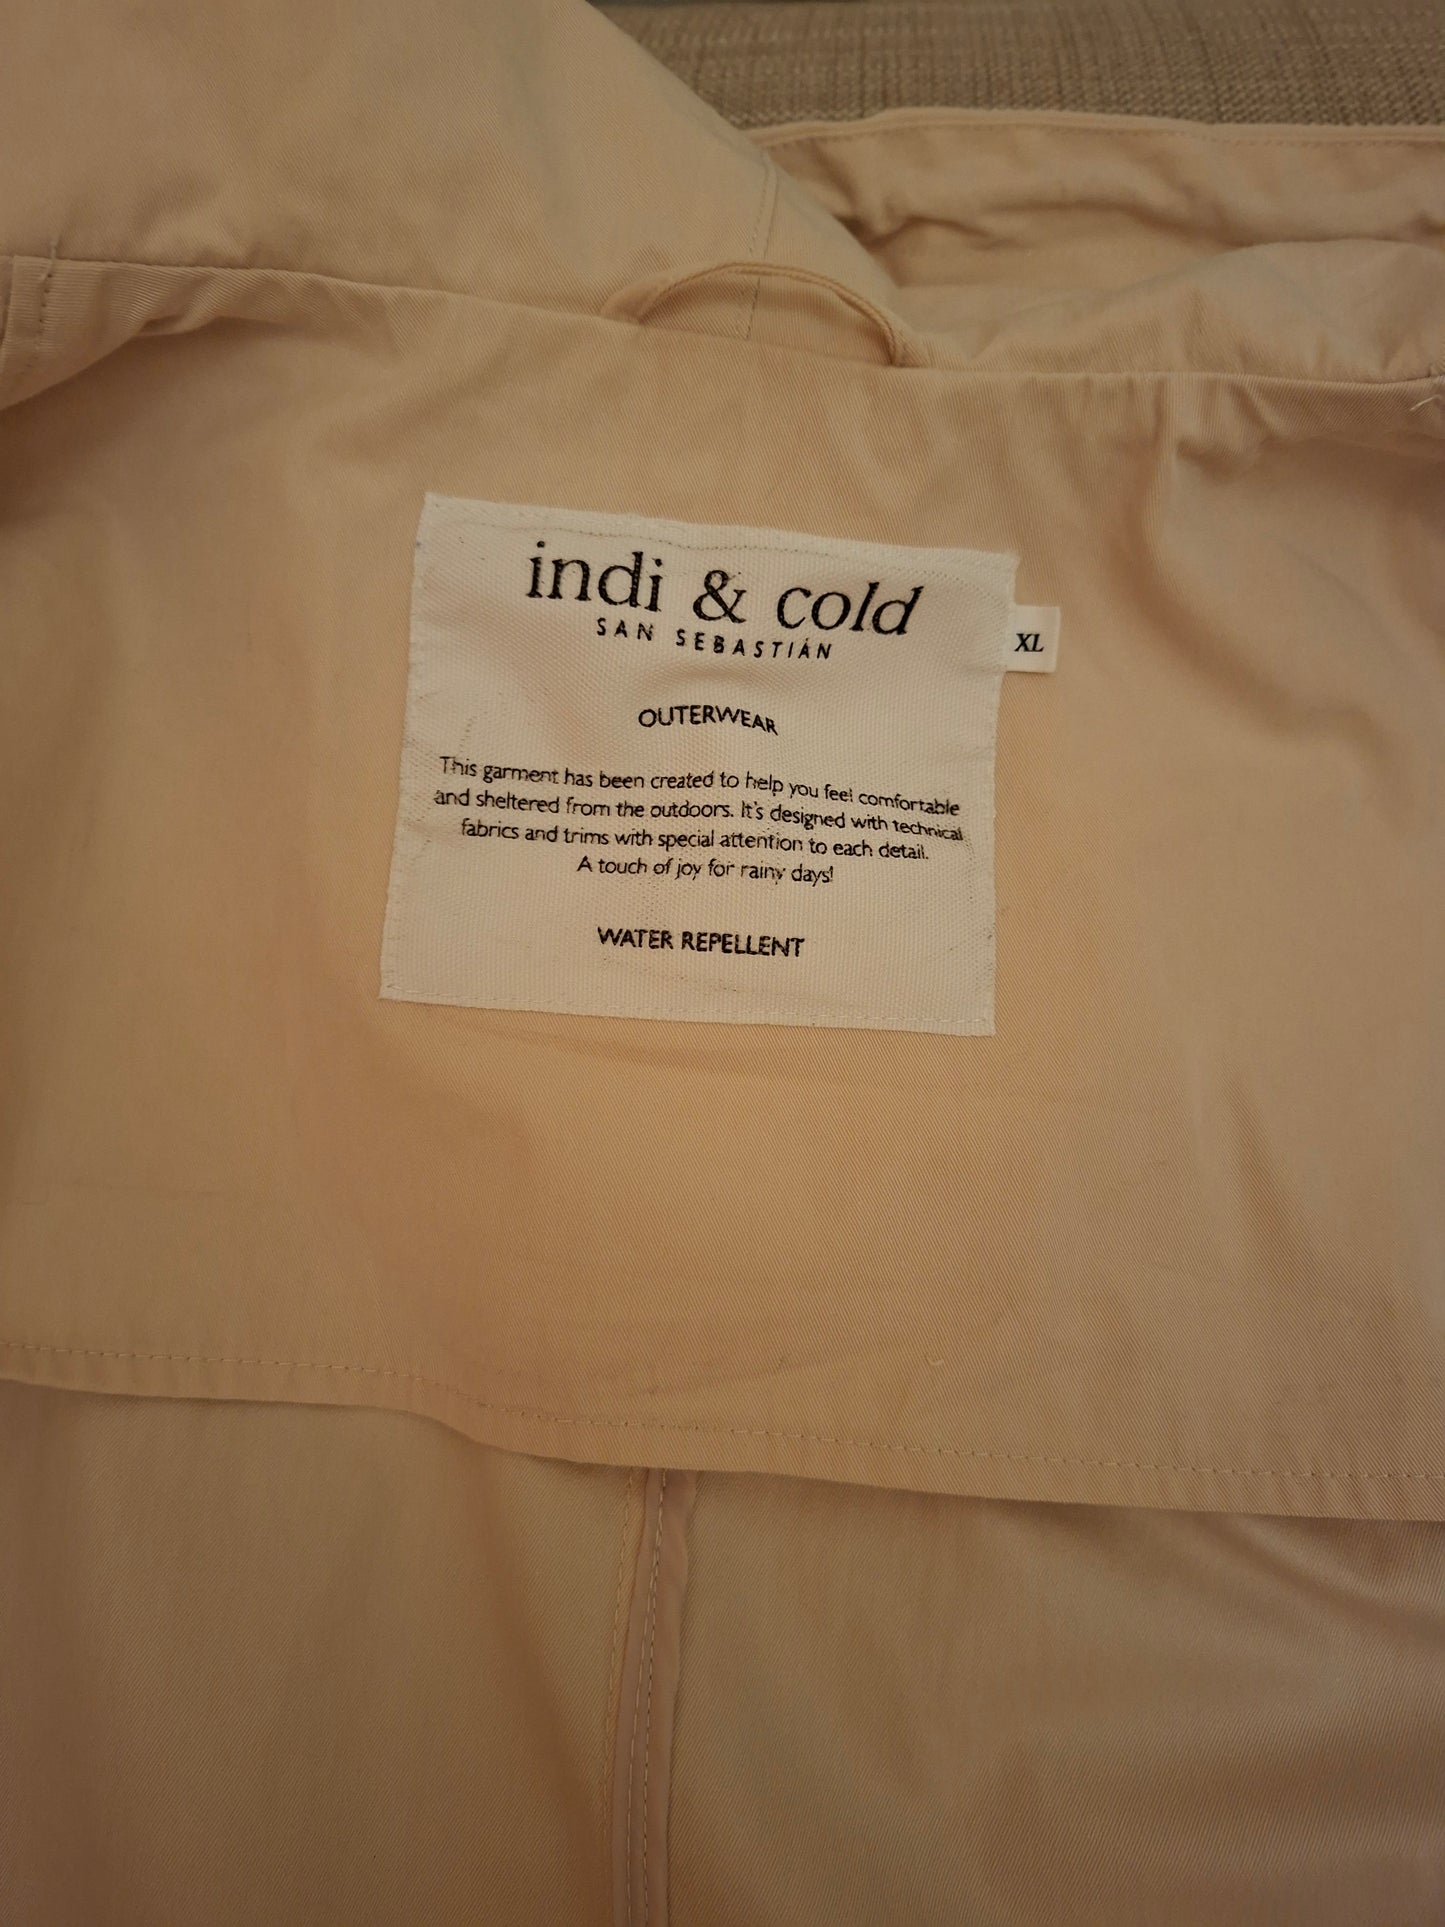 indi & cold
SAN SEBASTIÁN
XL
OUTERWEAR
This garment has been created to help you feel comfortable
and sheltered from the outdoors. It's designed with technical
fabrics and trims with special attention to each detail.
A touch of joy for rainy days!
WATER REPELLENT